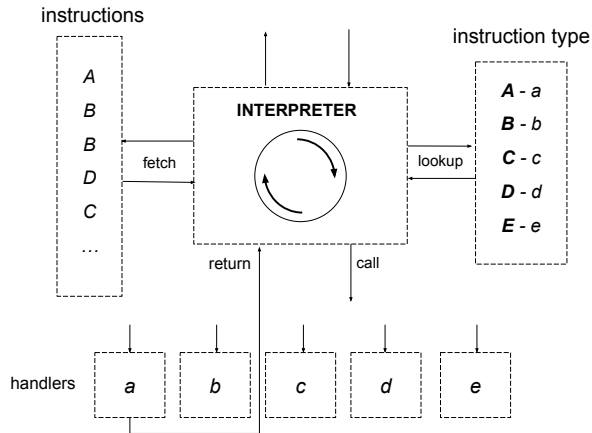 instructions
A
B
B
D
C
...
INTERPRETER
fetch
lookup
return
call
instruction type
A - a
B - b
C - c
D - d
E - e
handlers
a
b
c
d
e